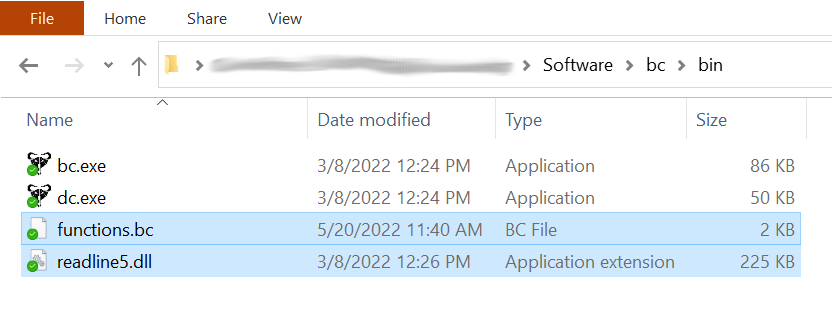 File Home Share View
Software bc bin
Name Date modified Type Size
bc.exe 3/8/2022 12:24 PM Application 86 KB
dc.exe 3/8/2022 12:24 PM Application 50 KB
functions.bc 5/20/2022 11:40 AM BC File 2 KB
readline5.dll 3/8/2022 12:26 PM Application extension 225 KB